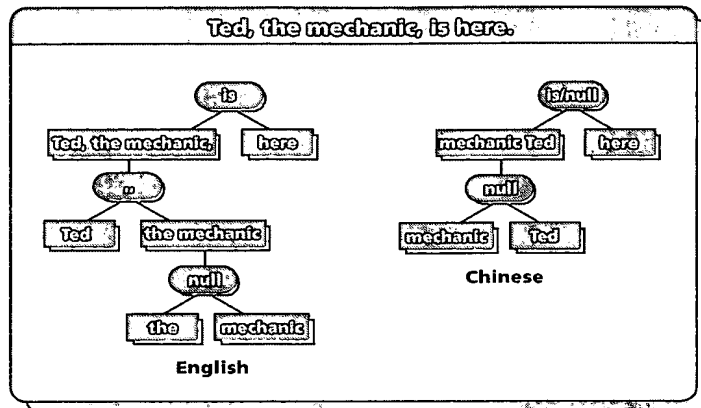 Ted, the mechanic, is here.
is
is/null
Ted, the mechanic,
here
mechanic Ted
here
,,
null
Ted
the mechanic
mechanic
Ted
null
Chinese
the
mechanic
English